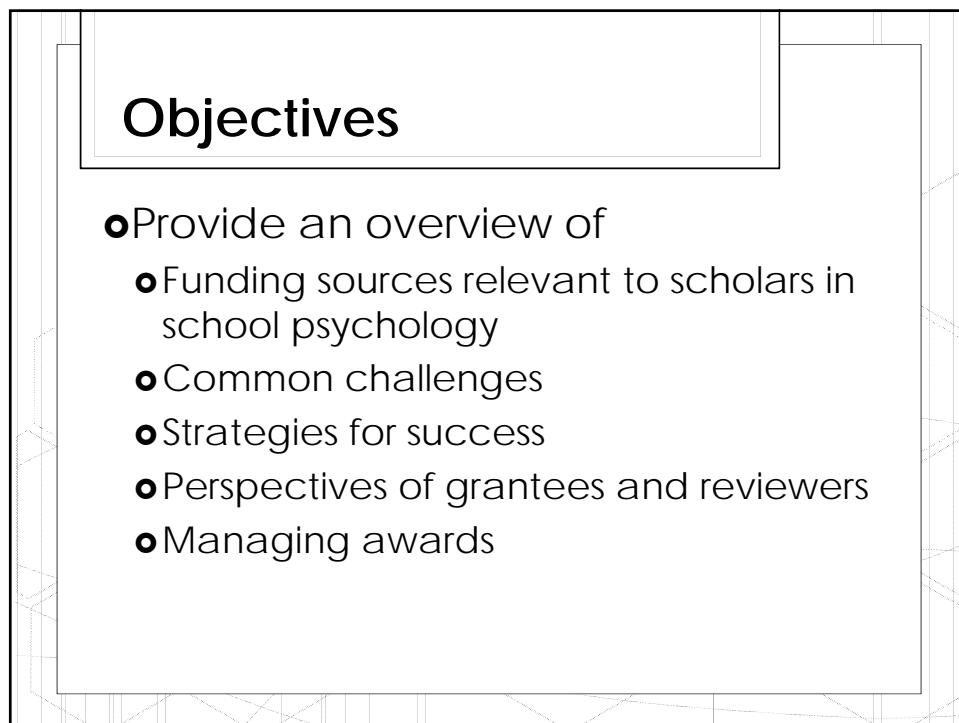 Objectives
Provide an overview of
Funding sources relevant to scholars in
school psychology
Common challenges
Strategies for success
Perspectives of grantees and reviewers
Managing awards